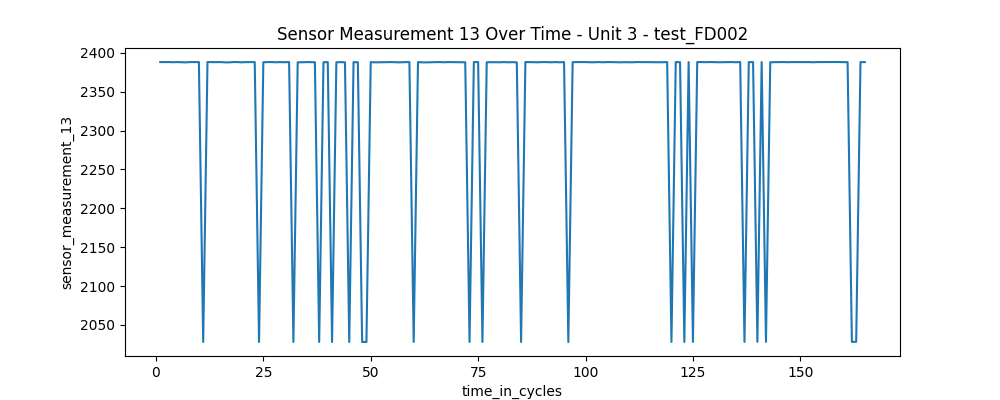 Sensor Measurement 13 Over Time - Unit 3 - test_FD002
2400
2350
2300
2250
2200
2150
2100
2050
sensor_measurement_13
0 25 50 75 100 125 150
time_in_cycles